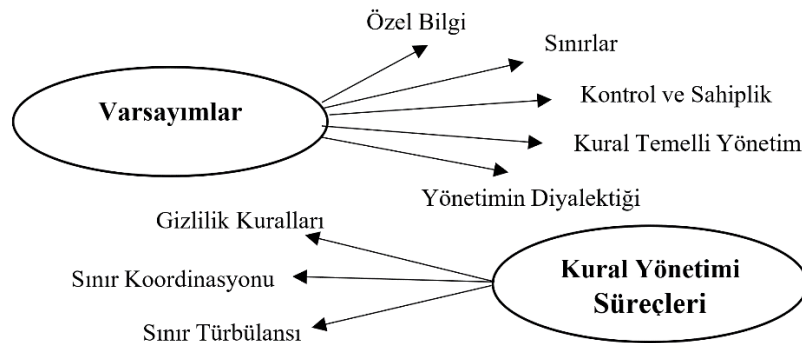 Özel Bilgi
Sınırlar
Varsayımlar
Kontrol ve Sahiplik
Kural Temelli Yönetim
Yönetimin Diyalektiği
Gizlilik Kuralları
Sınır Koordinasyonu
Kural Yönetimi
Süreçleri
Sınır Türbülansı